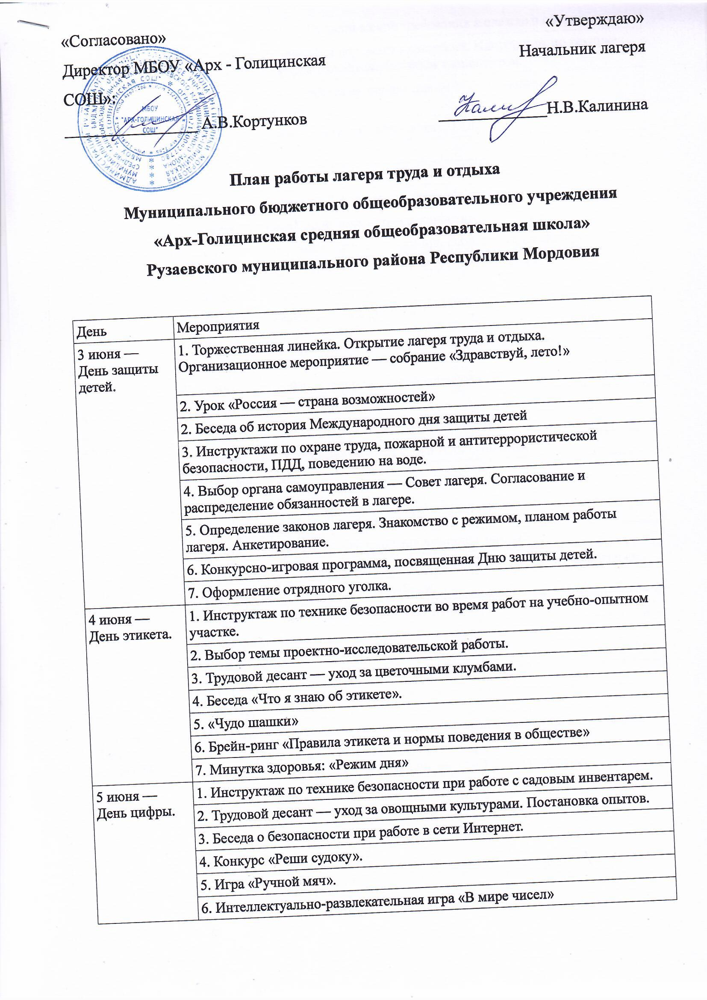 «Согласовано»
«Утверждаю»
Директор МБОУ «Арх - Голицинская
Начальник лагеря
СОШ»:
А.В.Кортунков
Н.В.Калинина
МБОУ
"АРХ-ГОЛИЦИНСКАЯ
СОШ"
План работы лагеря труда и отдыха
Муниципального бюджетного общеобразовательного учреждения
«Арх-Голицинская средняя общеобразовательная школа»
Рузаевского муниципального района Республики Мордовия
День
Мероприятия
3 июня —
День защиты
детей.
1. Торжественная линейка. Открытие лагеря труда и отдыха.
Организационное мероприятие — собрание «Здравствуй, лето!»
2. Урок «Россия — страна возможностей»
2. Беседа об история Международного дня защиты детей
3. Инструктажи по охране труда, пожарной и антитеррористической
безопасности, ПДД, поведению на воде.
4. Выбор органа самоуправления — Совет лагеря. Согласование и
распределение обязанностей в лагере.
5. Определение законов лагеря. Знакомство с режимом, планом работы
лагеря. Анкетирование.
6. Конкурсно-игровая программа, посвященная Дню защиты детей.
7. Оформление отрядного уголка.
4 июня —
День этикета.
1. Инструктаж по технике безопасности во время работ на учебно-опытном
участке.
2. Выбор темы проектно-исследовательской работы.
3. Трудовой десант — уход за цветочными клумбами.
4. Беседа «Что я знаю об этикете».
5. «Чудо шашки»
6. Брейн-ринг «Правила этикета и нормы поведения в обществе»
7. Минутка здоровья: «Режим дня»
5 июня —
День цифры.
1. Инструктаж по технике безопасности при работе с садовым инвентарем.
2. Трудовой десант — уход за овощными культурами. Постановка опытов.
3. Беседа о безопасности при работе в сети Интернет.
4. Конкурс «Реши судоку».
5. Игра «Ручной мяч».
6. Интеллектуально-развлекательная игра «В мире чисел»